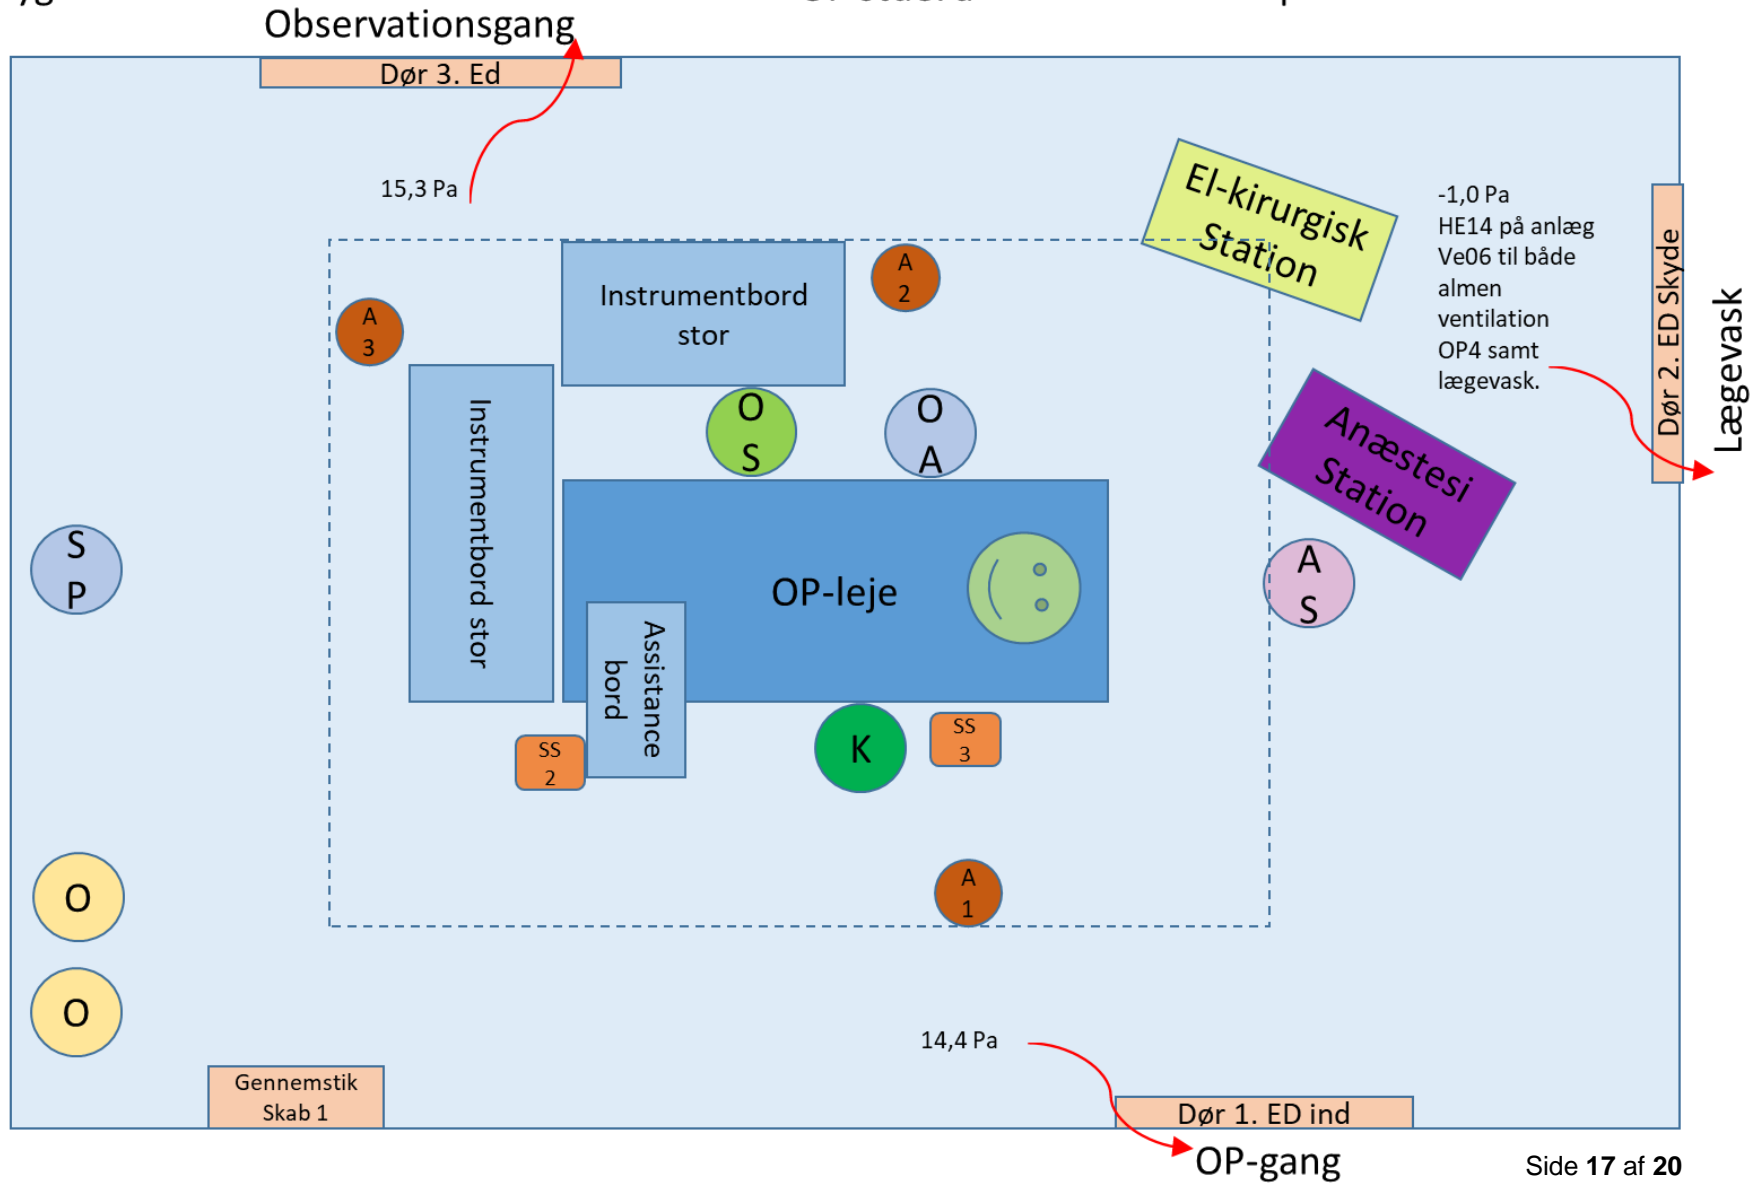 Observationsgang
Dør 3. Ed
15,3 Pa
El-kirurgisk
Station
-1,0 Pa
HE14 på anlæg
Ve06 til både
almen
ventilation
OP4 samt
lægevask.
Dør 2. ED Skyde
Lægevask
A
2
A
3
Instrumentbord
stor
Instrumentbord stor
O
S
O
A
Anæstesi
Station
S
P
A
S
OP-leje
Assistance
bord
SS
2
K
SS
3
O
A
1
O
14,4 Pa
Gennemstik
Skab 1
Dør 1. ED ind
OP-gang
Side 17 af 20